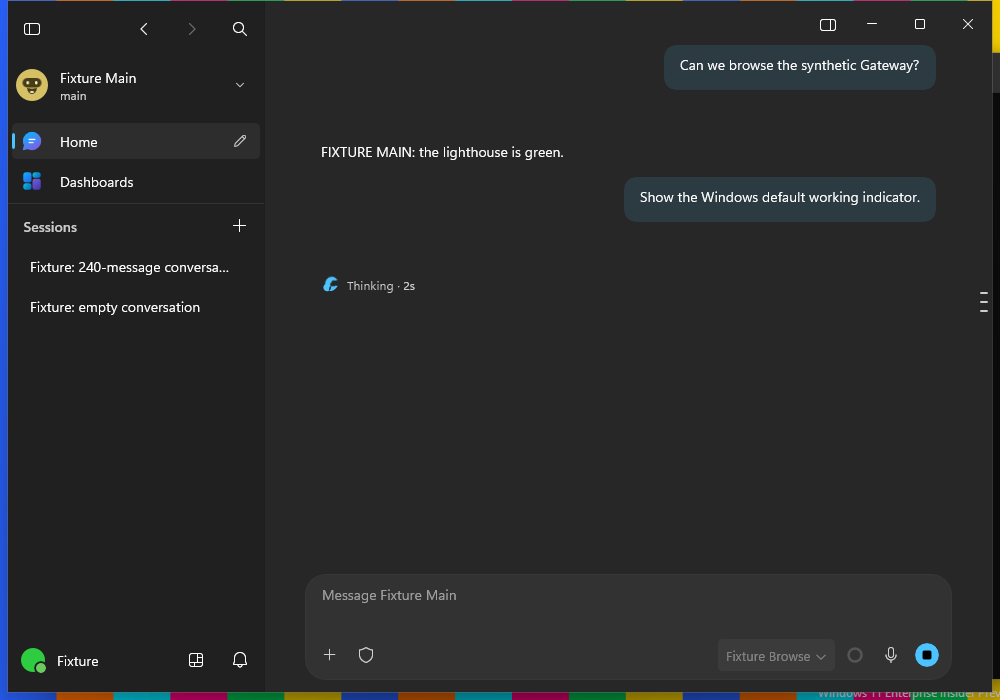 Fixture Main
main
Home
Dashboards
Sessions
Fixture: 240-message conversa...
Fixture: empty conversation
Fixture
Can we browse the synthetic Gateway?
FIXTURE MAIN: the lighthouse is green.
Show the Windows default working indicator.
Thinking · 2s
Message Fixture Main
Fixture Browse
Windows 11 Enterprise Insider Prev